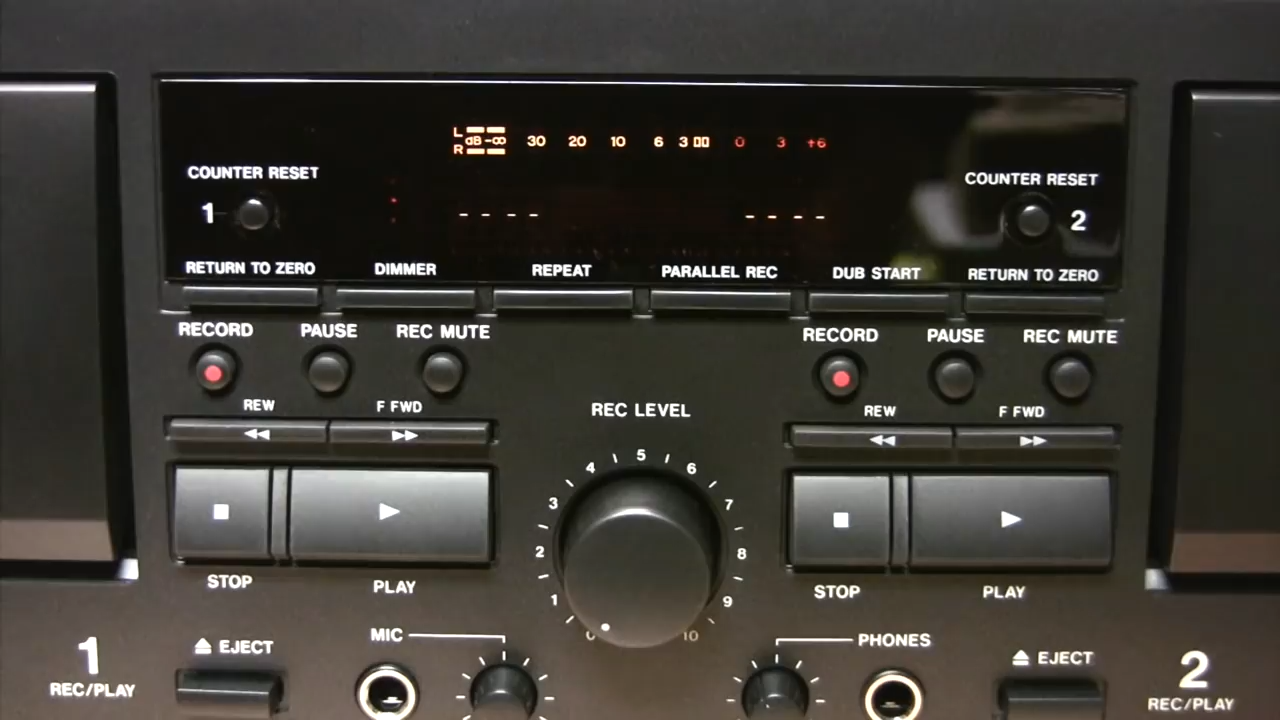 L
dB -∞ 30 20 10 6 3 0 3 +6
R
COUNTER RESET
1
COUNTER RESET
2
- - - -
- - - -
RETURN TO ZERO
DIMMER
REPEAT
PARALLEL REC
DUB START
RETURN TO ZERO
RECORD
PAUSE
REC MUTE
RECORD
PAUSE
REC MUTE
REW
F FWD
REC LEVEL
REW
F FWD
0 1 2 3 4 5 6 7 8 9 10
STOP
PLAY
STOP
PLAY
1
REC/PLAY
EJECT
MIC
PHONES
EJECT
2
REC/PLAY